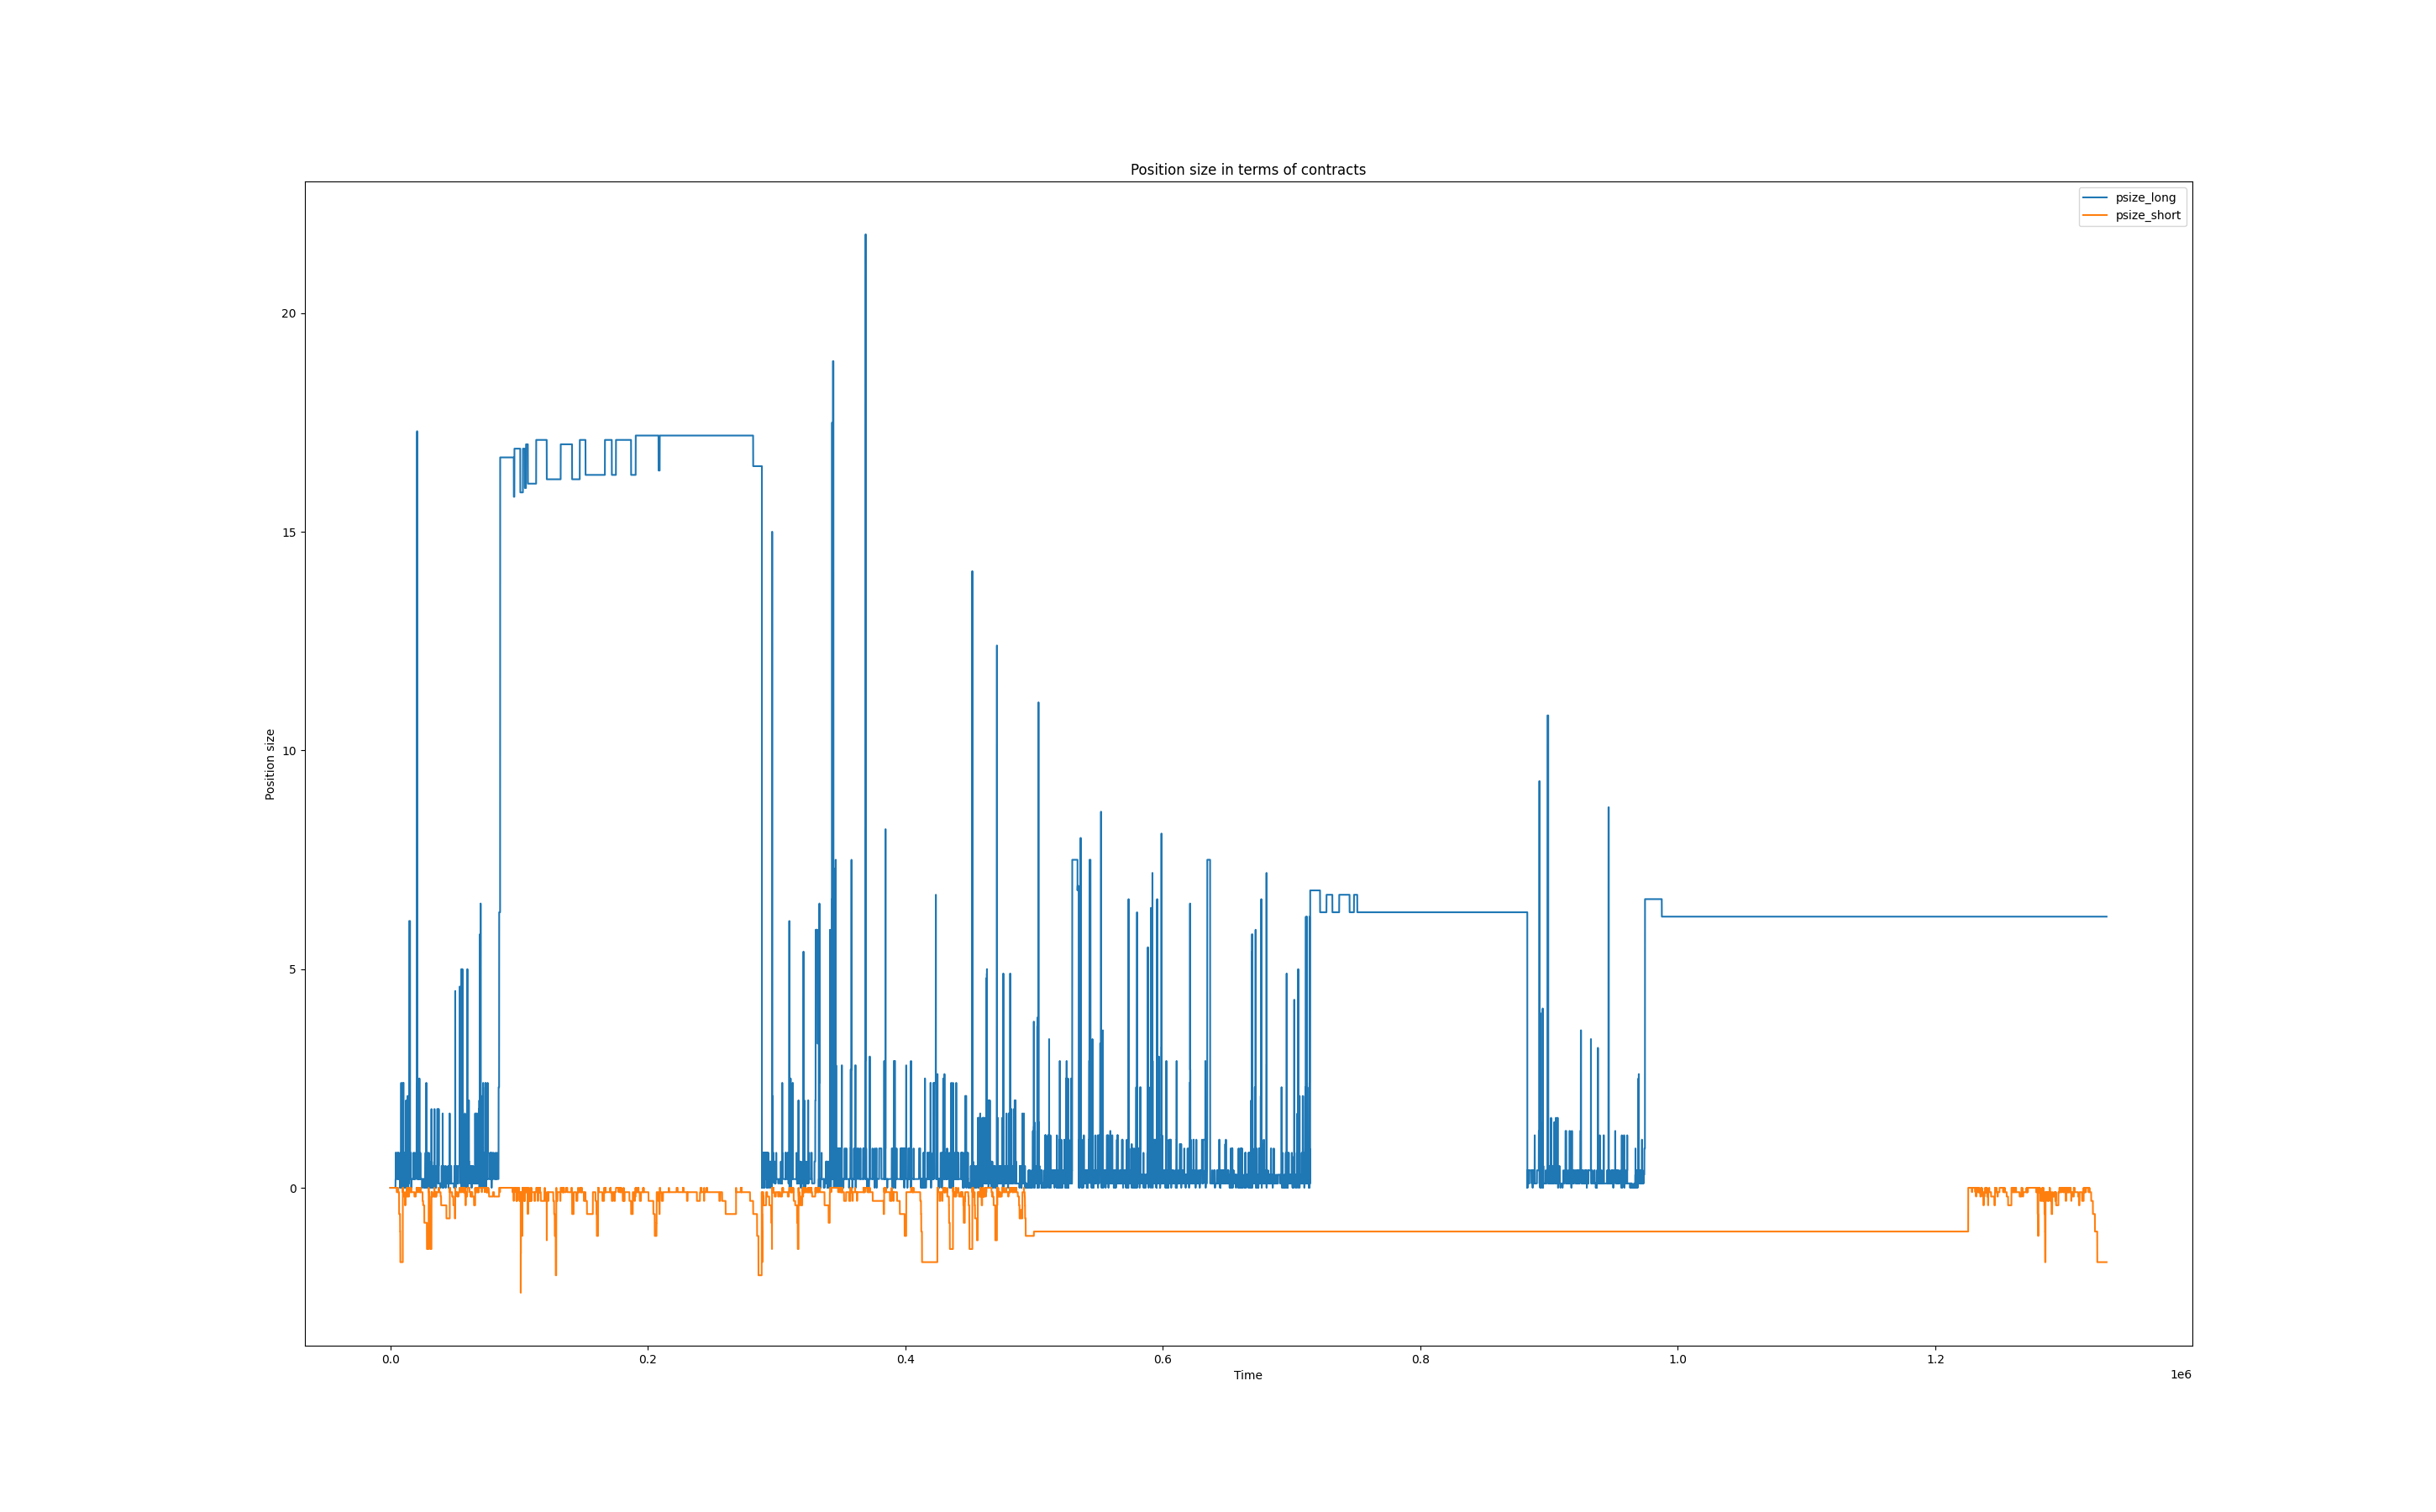 Position size in terms of contracts
psize_long
psize_short
Position size
20
15
10
5
0
0.0 0.2 0.4 0.6 0.8 1.0 1.2
Time
1e6